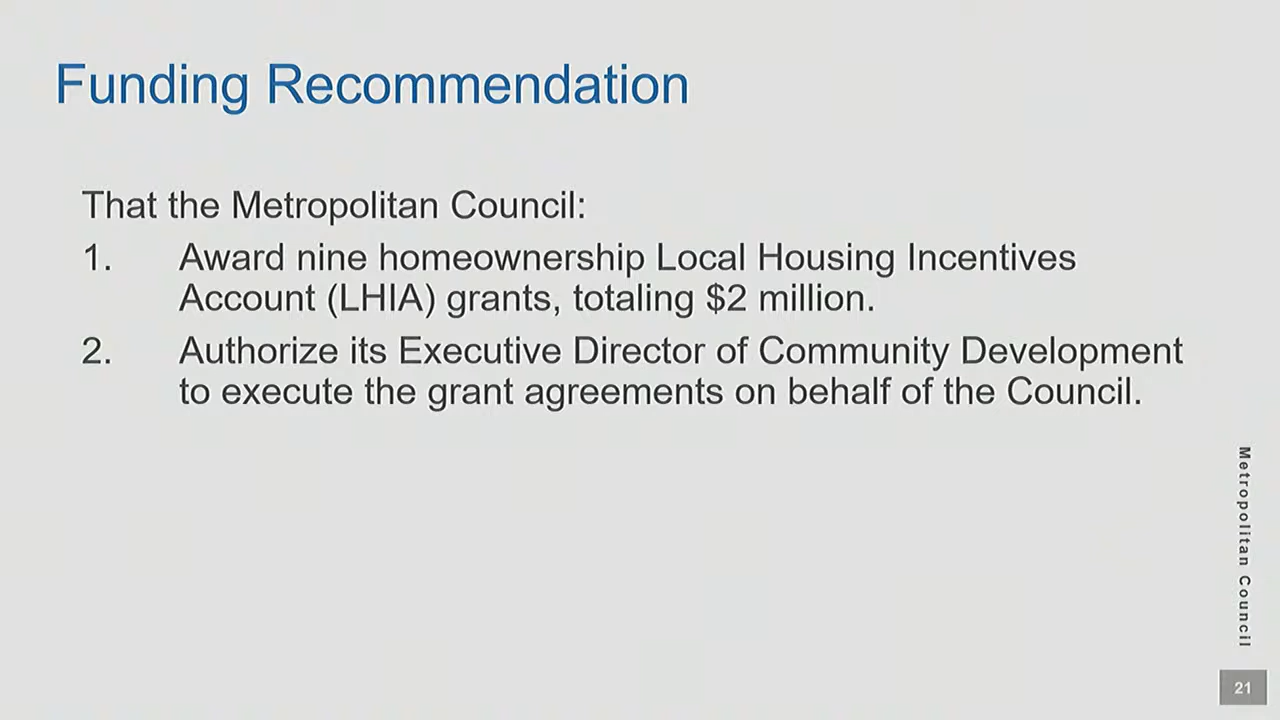 Funding Recommendation
That the Metropolitan Council:
1. Award nine homeownership Local Housing Incentives
Account (LHIA) grants, totaling $2 million.
2. Authorize its Executive Director of Community Development
to execute the grant agreements on behalf of the Council.
Metropolitan Council
21